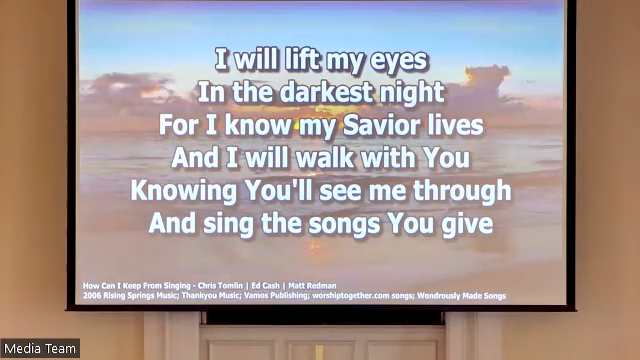 I will lift my eyes
In the darkest night
For I know my Savior lives
And I will walk with You
Knowing You'll see me through
And sing the songs You give
How Can I Keep From Singing - Chris Tomlin | Ed Cash | Matt Redman
2006 Rising Springs Music; Thankyou Music; Vamos Publishing; worshiptogether.com songs; Wondrously Made Songs
Media Team